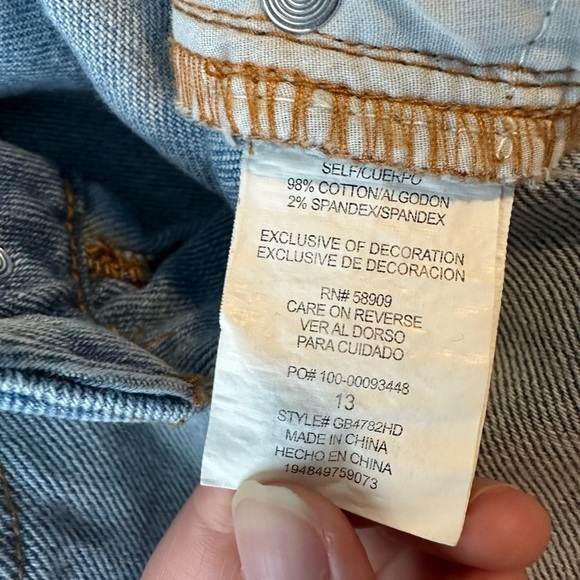 SELF/CUERPO
98% COTTON/ALGODON
2% SPANDEX/SPANDEX
EXCLUSIVE OF DECORATION
EXCLUSIVE DE DECORACION
RN# 58909
CARE ON REVERSE
VER AL DORSO
PARA CUIDADO
PO# 100-00093448
13
STYLE# GB4782HD
MADE IN CHINA
HECHO EN CHINA
194849759073